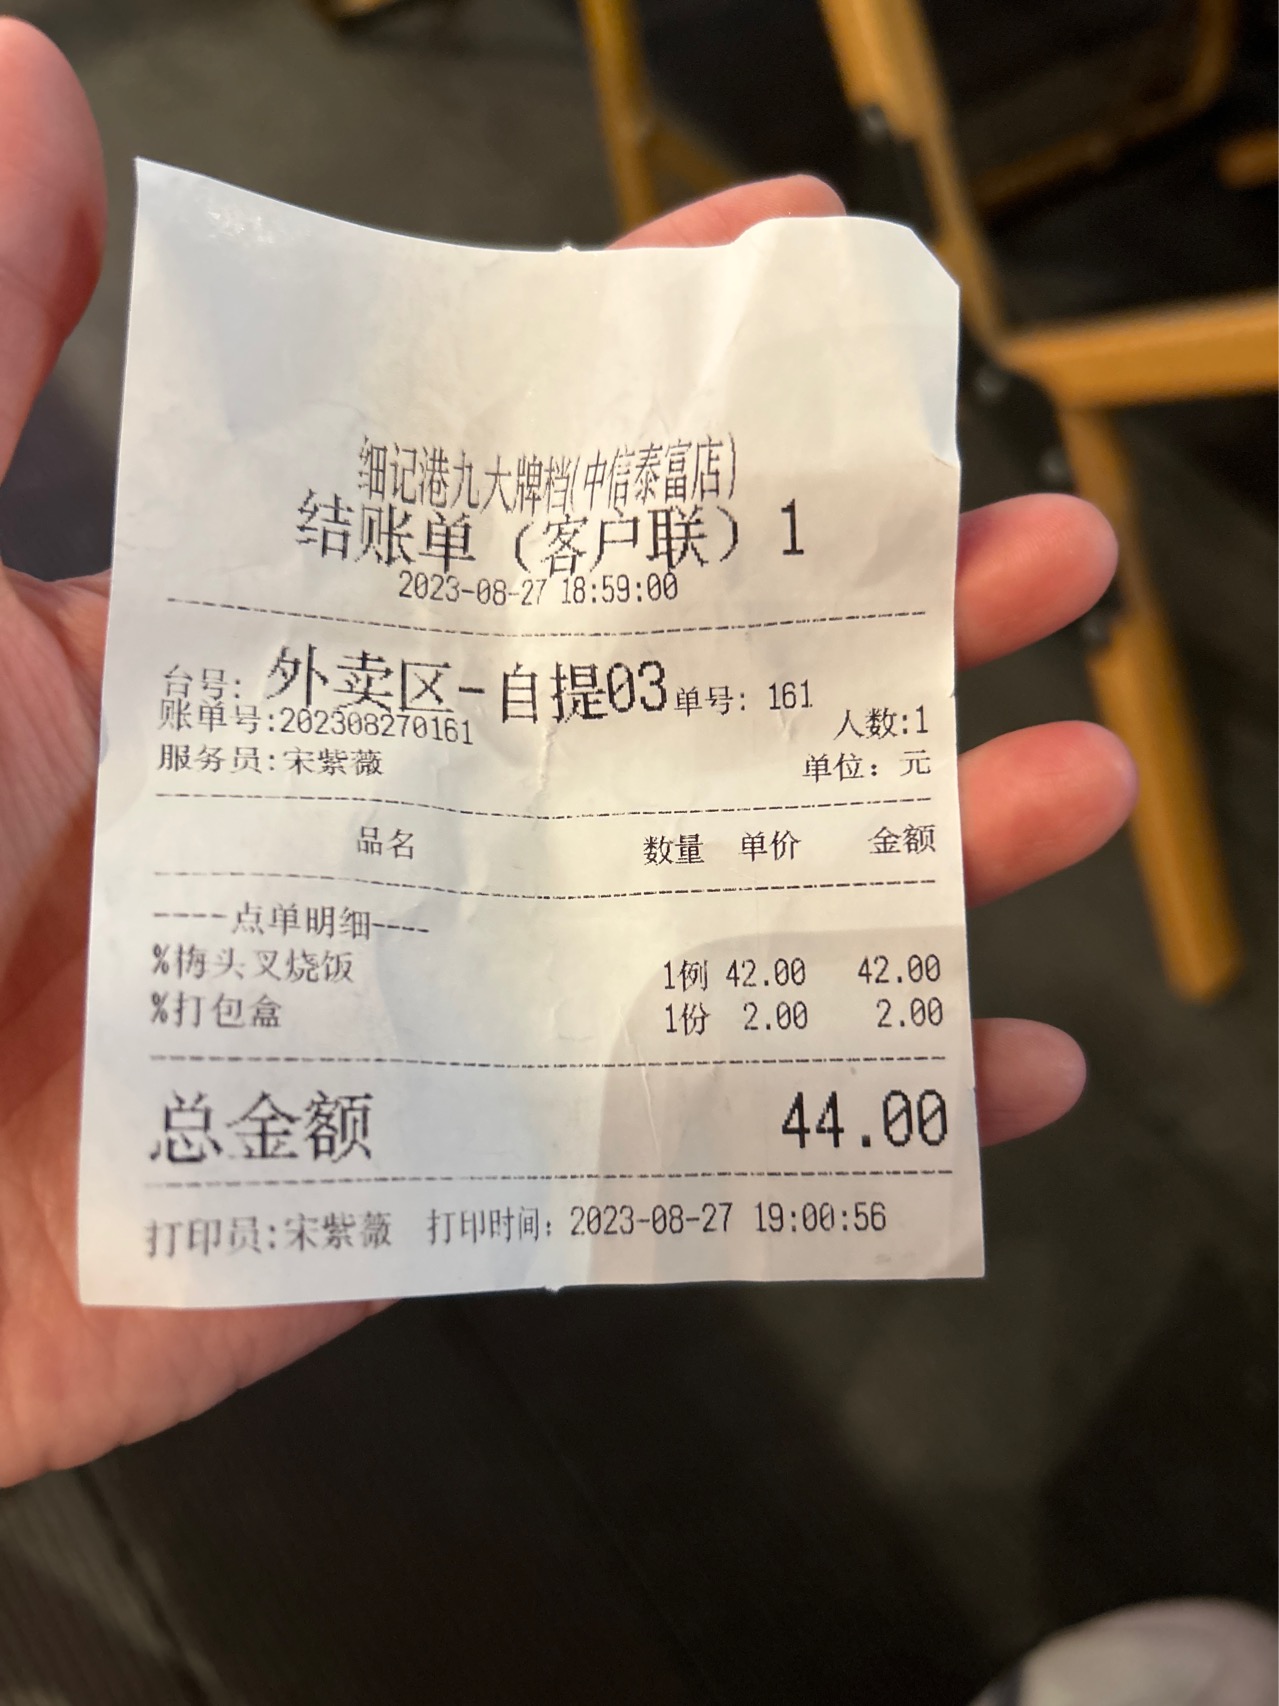 细记港九大牌档(中信泰富店)
结账单（客户联）1
2023-08-27 18:59:00
台号: 外卖区-自提03 单号: 161
账单号:202308270161 人数:1
服务员:宋紫薇 单位: 元
品名 数量 单价 金额
----点单明细----
%梅头叉烧饭 1例 42.00 42.00
%打包盒 1份 2.00 2.00
总金额 44.00
打印员:宋紫薇 打印时间: 2023-08-27 19:00:56